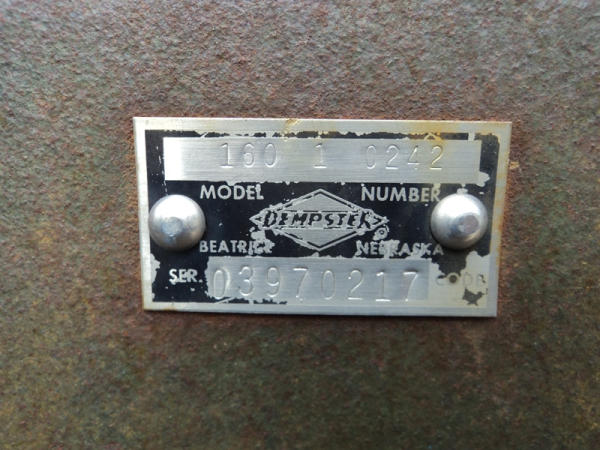 160 1 0242
MODEL NUMBER
DEMPSTER
BEATRICE NEBRASKA
SER. 03970217 CODE